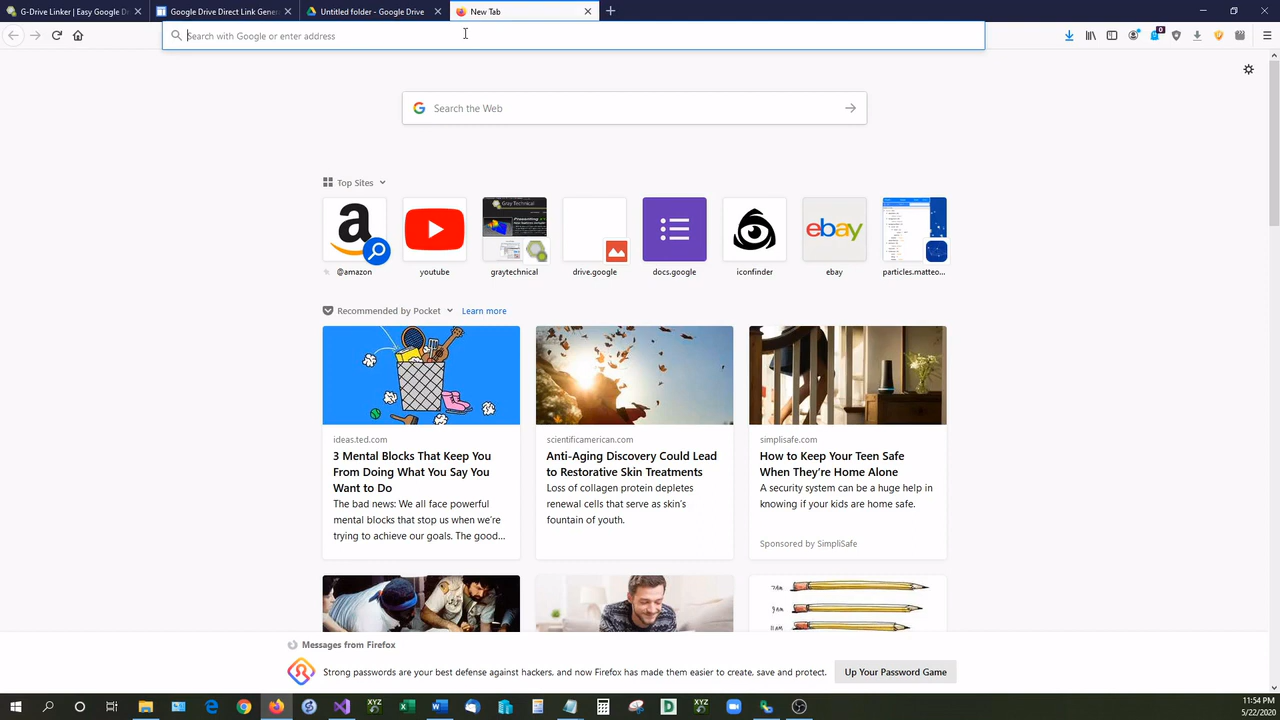 G-Drive Linker | Easy Google D
Google Drive Direct Link Gener
Untitled folder - Google Drive
New Tab
Search with Google or enter address
0
Search the Web
Top Sites
@amazon
youtube
graytechnical
drive.google
docs.google
iconfinder
ebay
ebay
particles.matteo...
Recommended by Pocket
Learn more
ideas.ted.com
3 Mental Blocks That Keep You
From Doing What You Say You
Want to Do
The bad news: We all face powerful
mental blocks that stop us when we're
trying to achieve our goals. The good...
scientificamerican.com
Anti-Aging Discovery Could Lead
to Restorative Skin Treatments
Loss of collagen protein depletes
renewal cells that serve as skin's
fountain of youth.
simplisafe.com
How to Keep Your Teen Safe
When They're Home Alone
A security system can be a huge help in
knowing if your kids are home safe.
Sponsored by SimpliSafe
7AM
9AM
11AM
Messages from Firefox
Strong passwords are your best defense against hackers, and now Firefox has made them easier to create, save and protect.
Up Your Password Game
11:54 PM
5/22/2020